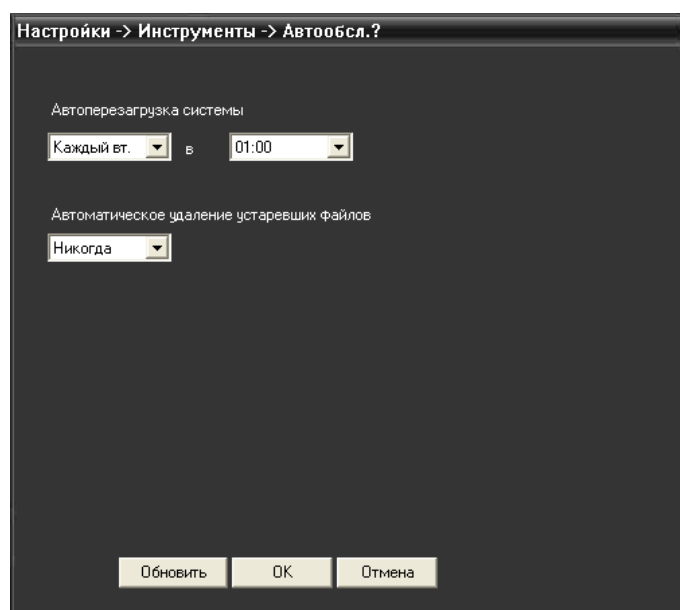 Настройки -> Инструменты -> Автообсл.?
Автоперезагрузка системы
Каждый вт. в 01:00
Автоматическое удаление устаревших файлов
Никогда
Обновить OK Отмена